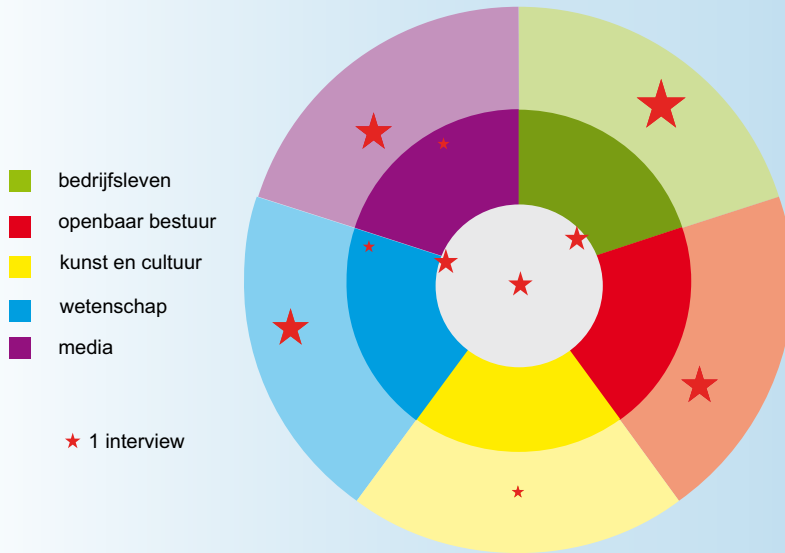 bedrijfsleven
openbaar bestuur
kunst en cultuur
wetenschap
media
1 interview